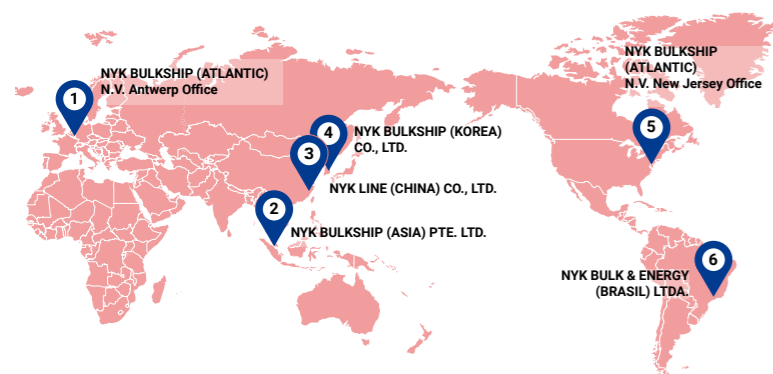 1
NYK BULKSHIP (ATLANTIC)
N.V. Antwerp Office
4
NYK BULKSHIP (KOREA)
CO., LTD.
3
NYK LINE (CHINA) CO., LTD.
2
NYK BULKSHIP (ASIA) PTE. LTD.
NYK BULKSHIP
(ATLANTIC)
N.V. New Jersey Office
5
6
NYK BULK & ENERGY
(BRASIL) LTDA.